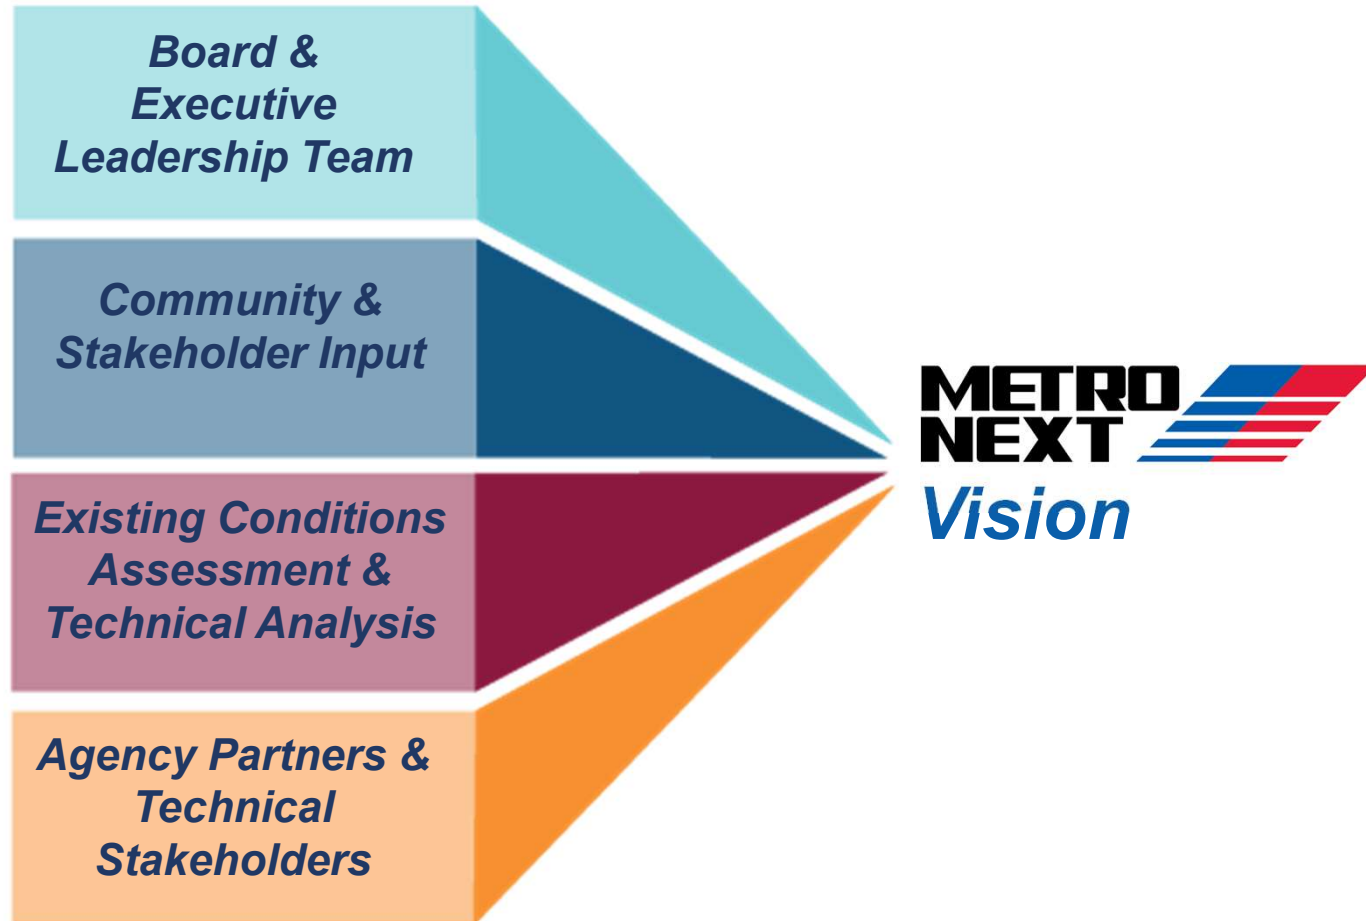 Board &
Executive
Leadership Team
Community &
Stakeholder Input
Existing Conditions
Assessment &
Technical Analysis
Agency Partners &
Technical
Stakeholders
METRO
NEXT
Vision